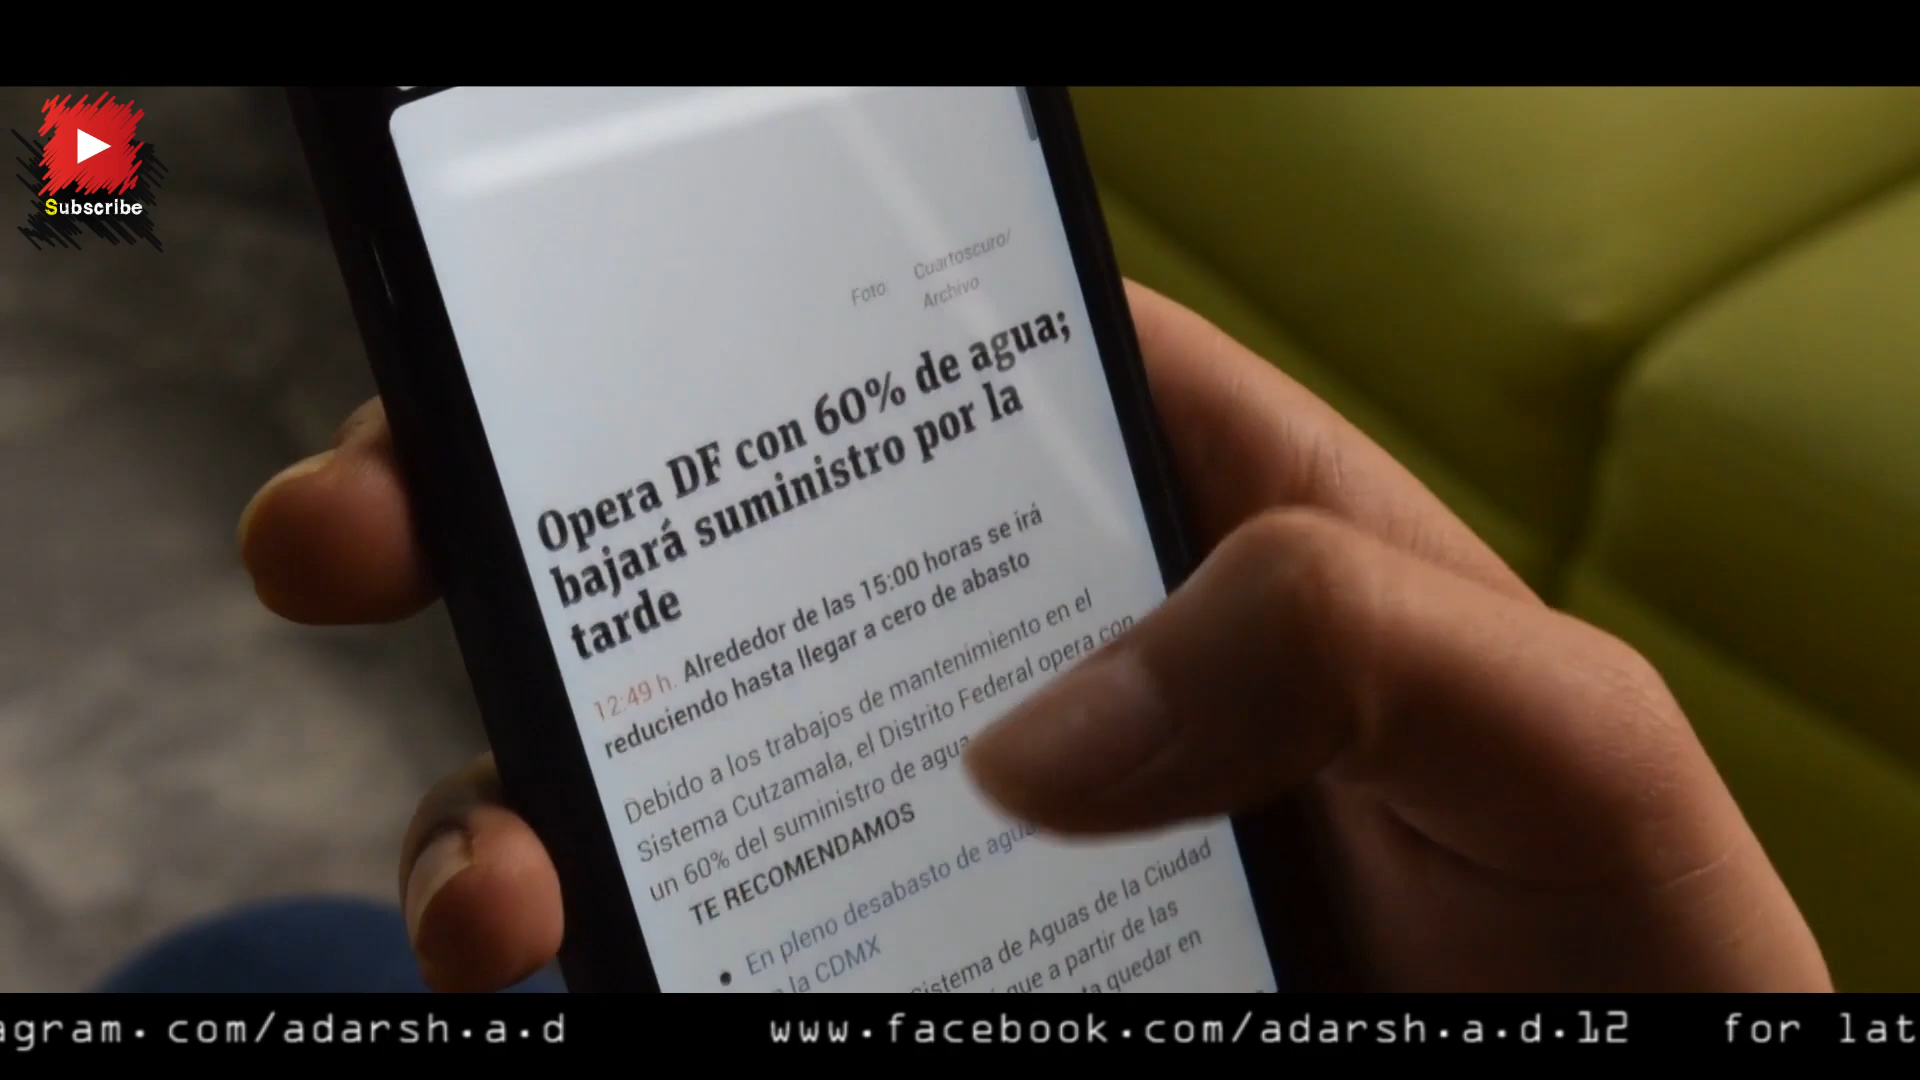 Subscribe
Foto: Cuartoscuro/
Archivo
Opera DF con 60% de agua;
bajará suministro por la
tarde
12:49 h. Alrededor de las 15:00 horas se irá
reduciendo hasta llegar a cero de abasto
Debido a los trabajos de mantenimiento en el
Sistema Cutzamala, el Distrito Federal opera con
un 60% del suministro de agua
TE RECOMENDAMOS
En pleno desabasto de agua
la CDMX
Sistema de Aguas de la Ciudad
que a partir de las
quedar en
agram.com/adarsh.a.d www.facebook.com/adarsh.a.d.12 for lat